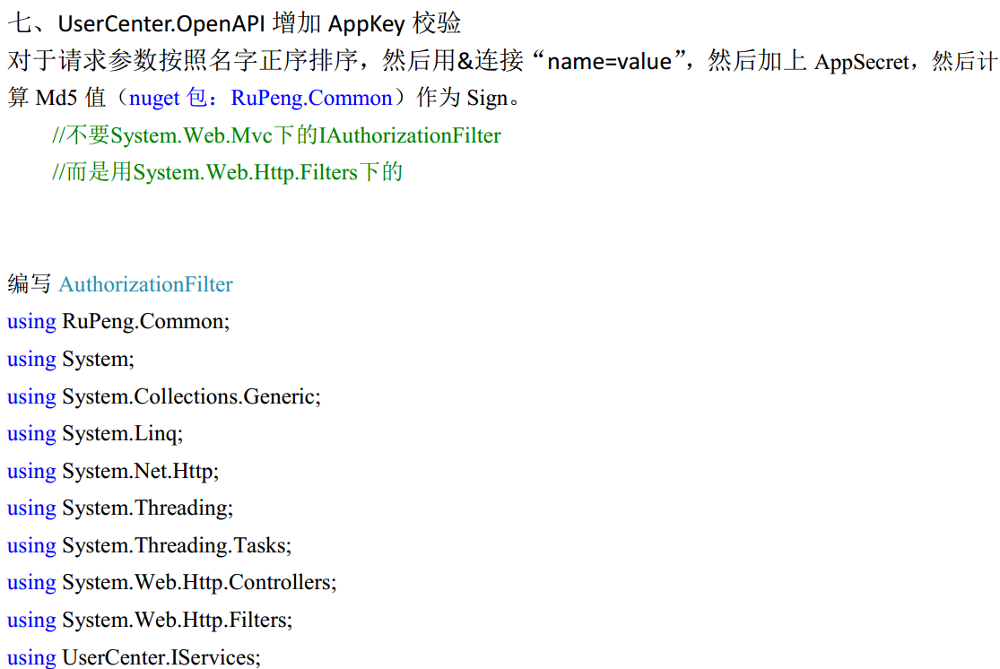 七、UserCenter.OpenAPI 增加 AppKey 校验
对于请求参数按照名字正序排序，然后用&连接“name=value”，然后加上 AppSecret，然后计
算 Md5 值（nuget 包：RuPeng.Common）作为 Sign。
//不要System.Web.Mvc下的IAuthorizationFilter
//而是用System.Web.Http.Filters下的
编写 AuthorizationFilter
using RuPeng.Common;
using System;
using System.Collections.Generic;
using System.Linq;
using System.Net.Http;
using System.Threading;
using System.Threading.Tasks;
using System.Web.Http.Controllers;
using System.Web.Http.Filters;
using UserCenter.IServices;